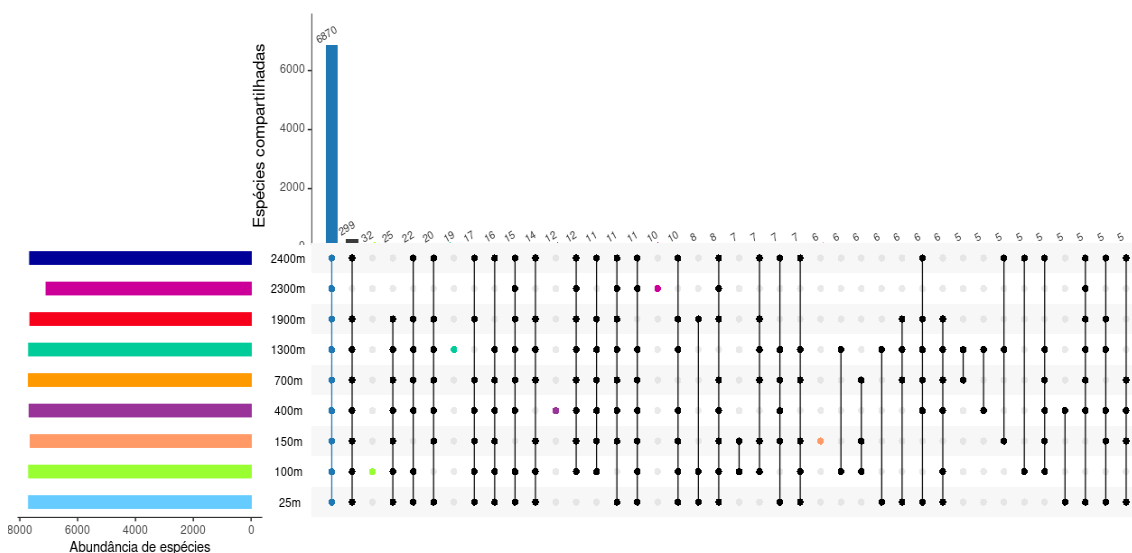 Espécies compartilhadas
6000
4000
2000
0
6870 299 32 25 22 20 19 17 16 15 14 12 12 11 11 11 10 10 8 8 7 7 7 7 6 6 6 6 6 6 6 5 5 5 5 5 5 5 5 5
2400m
2300m
1900m
1300m
700m
400m
150m
100m
25m
8000 6000 4000 2000 0
Abundância de espécies